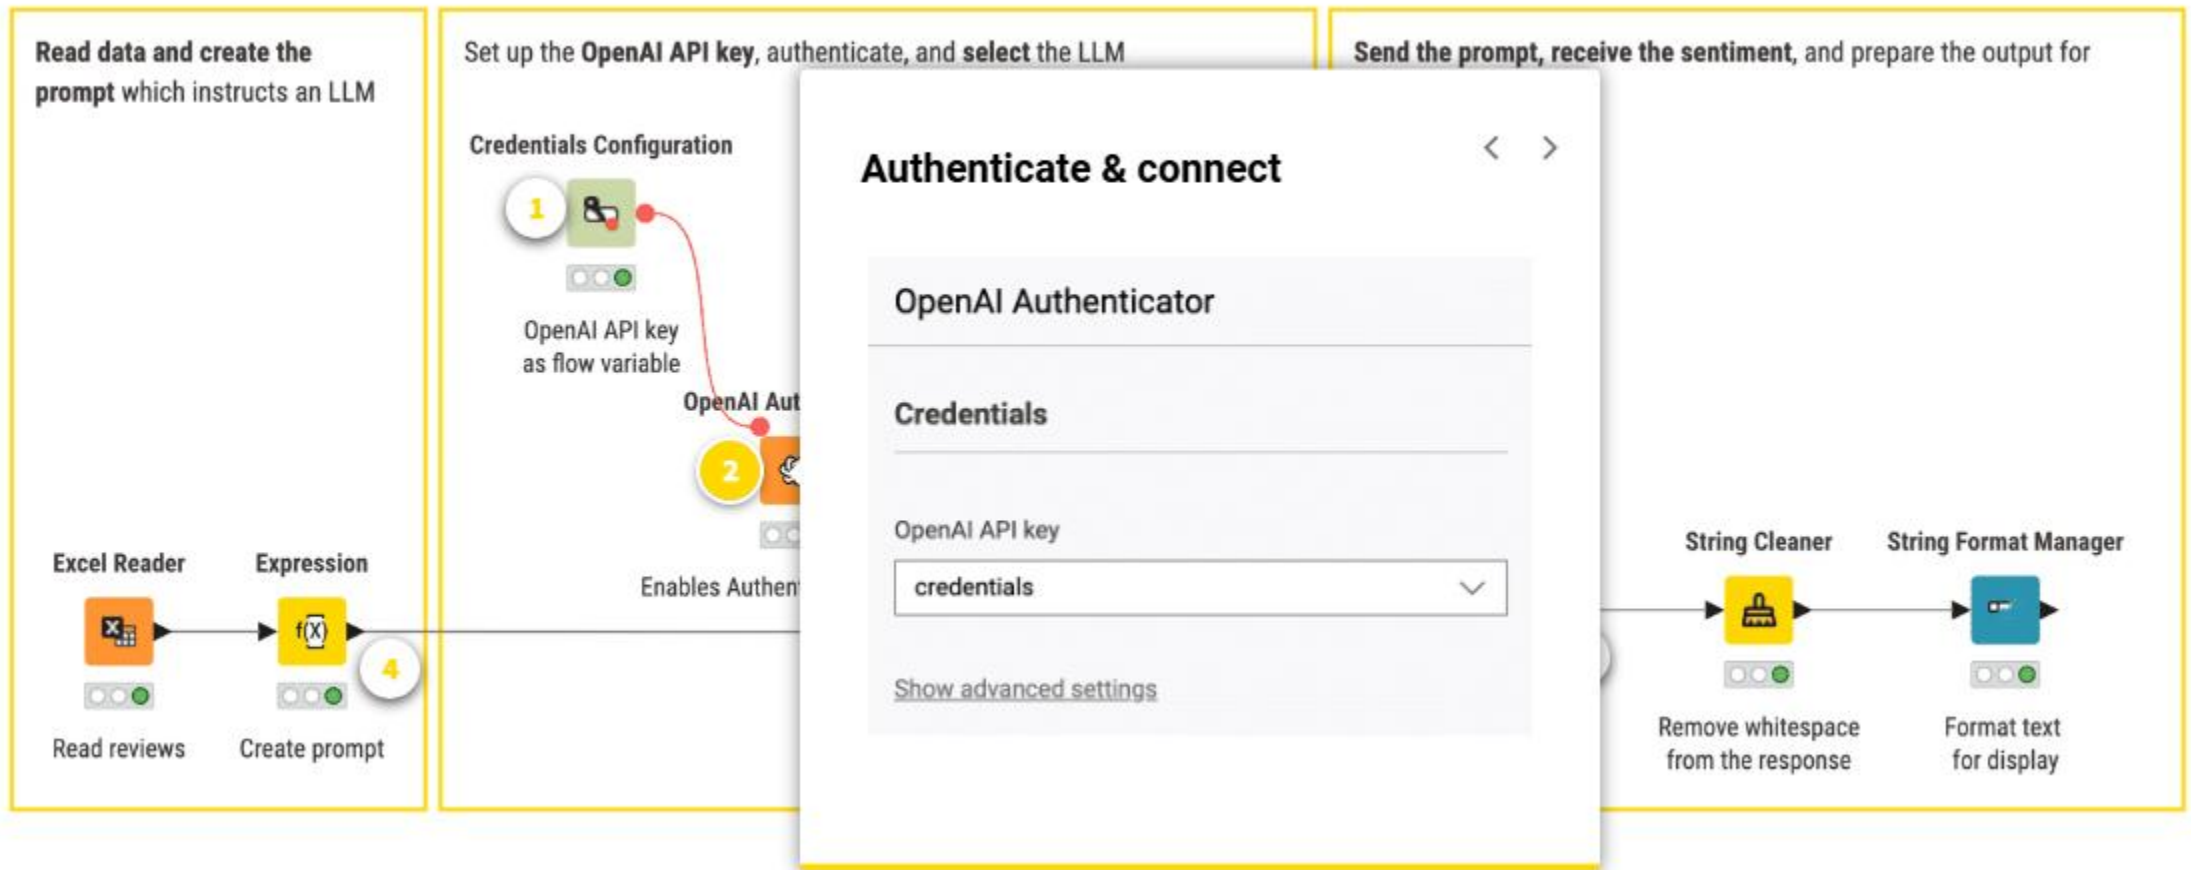 Read data and create the
prompt which instructs an LLM
Excel Reader
Expression
f(X)
4
Read reviews
Create prompt
Set up the OpenAI API key, authenticate, and select the LLM
Credentials Configuration
1
OpenAI API key
as flow variable
OpenAI Aut
2
Enables Authen
Authenticate & connect
OpenAI Authenticator
Credentials
OpenAI API key
credentials
Show advanced settings
Send the prompt, receive the sentiment, and prepare the output for
String Cleaner
String Format Manager
Remove whitespace
from the response
Format text
for display